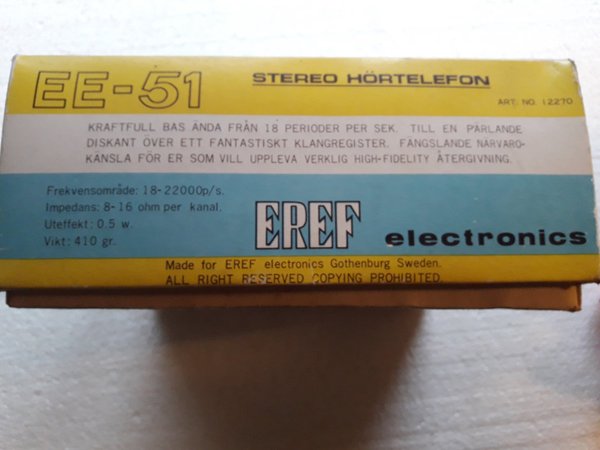 EE-51
STEREO HÖRTELEFON
ART. NO. 12270
KRAFTFULL BAS ÄNDA FRÅN 18 PERIODER PER SEK. TILL EN PÄRLANDE
DISKANT ÖVER ETT FANTASTISKT KLANGREGISTER. FÄNGSLANDE NÄRVARO-
KÄNSLA FÖR ER SOM VILL UPPLEVA VERKLIG HIGH-FIDELITY ÅTERGIVNING.
Frekvensområde: 18-22000p/s.
Impedans: 8-16 ohm per kanal.
Uteffekt: 0.5 w.
Vikt: 410 gr.
EREF electronics
Made for EREF electronics Gothenburg Sweden.
ALL RIGHT RESERVED COPYING PROHIBITED.